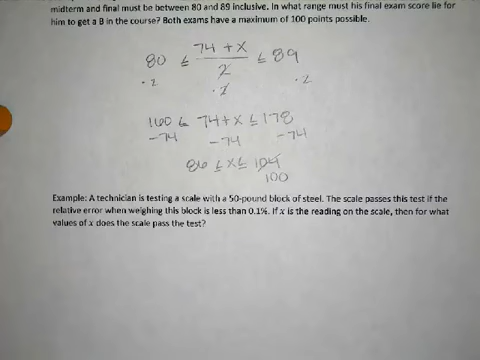 midterm and final must be between 80 and 89 inclusive. In what range must his final exam score lie for
him to get a B in the course? Both exams have a maximum of 100 points possible.
80 ≤ 74 + x / 2 ≤ 89
·2 ·2 ·2
160 ≤ 74 + x ≤ 178
-74 -74 -74
86 ≤ x ≤ 104
100
Example: A technician is testing a scale with a 50-pound block of steel. The scale passes this test if the
relative error when weighing this block is less than 0.1%. If x is the reading on the scale, then for what
values of x does the scale pass the test?